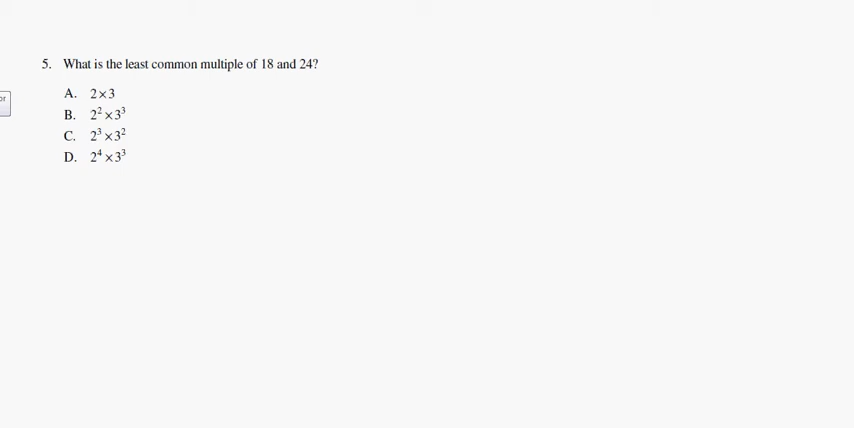 5. What is the least common multiple of 18 and 24?
or
A. 2×3
B. 2²×3³
C. 2³×3²
D. 2⁴×3³